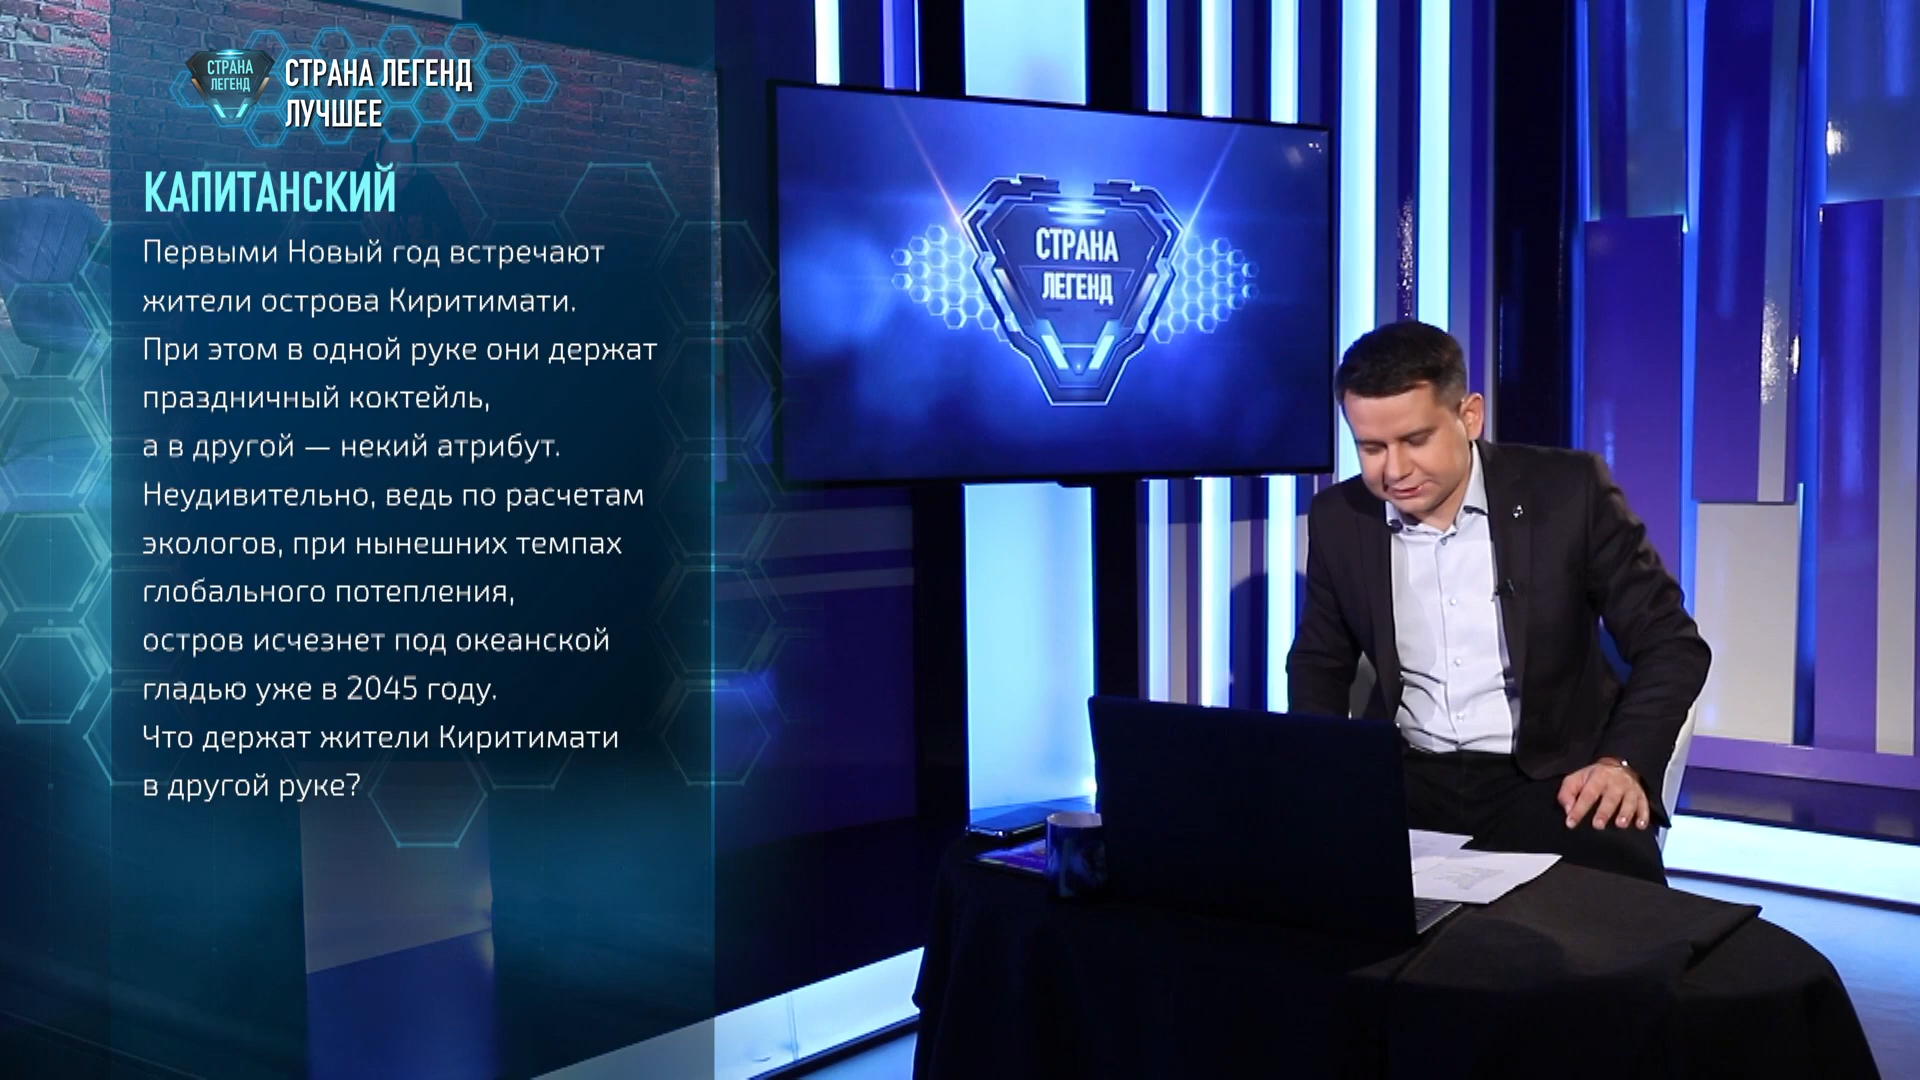 СТРАНА
ЛЕГЕНД
СТРАНА ЛЕГЕНД
ЛУЧШЕЕ
КАПИТАНСКИЙ
Первыми Новый год встречают
жители острова Киритимати.
При этом в одной руке они держат
праздничный коктейль,
а в другой — некий атрибут.
Неудивительно, ведь по расчетам
экологов, при нынешних темпах
глобального потепления,
остров исчезнет под океанской
гладью уже в 2045 году.
Что держат жители Киритимати
в другой руке?
СТРАНА
ЛЕГЕНД